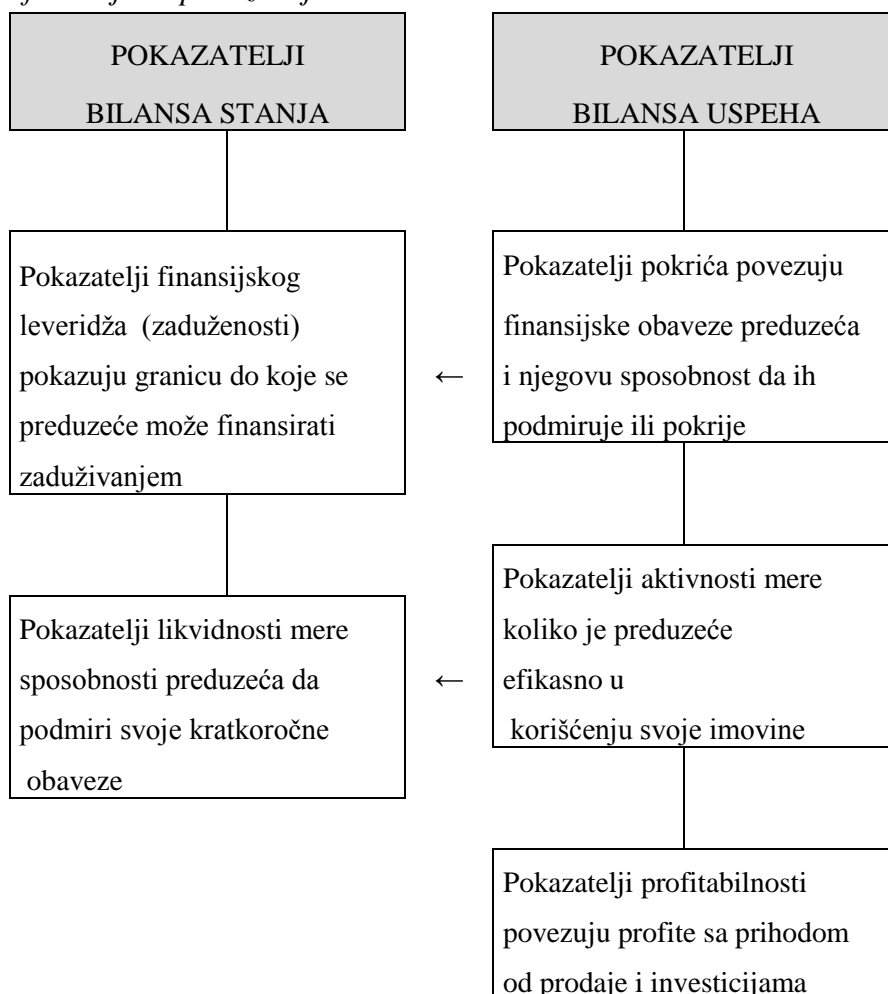 POKAZATELJI
BILANSA STANJA
POKAZATELJI
BILANSA USPEHA
Pokazatelji finansijskog
leveridža (zaduženosti)
pokazuju granicu do koje se
preduzeće može finansirati
zaduživanjem
←
Pokazatelji pokrića povezuju
finansijske obaveze preduzeća
i njegovu sposobnost da ih
podmiruje ili pokrije
Pokazatelji likvidnosti mere
sposobnosti preduzeća da
podmiri svoje kratkoročne
obaveze
←
Pokazatelji aktivnosti mere
koliko je preduzeće
efikasno u
korišćenju svoje imovine
Pokazatelji profitabilnosti
povezuju profite sa prihodom
od prodaje i investicijama